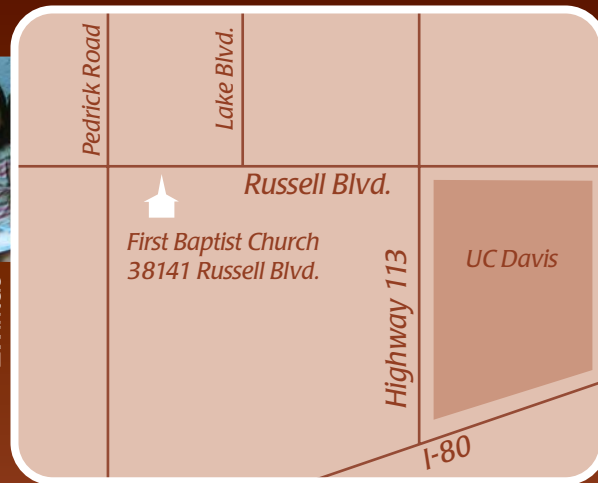 Pedrick Road
Lake Blvd.
Russell Blvd.
First Baptist Church
38141 Russell Blvd.
Highway 113
UC Davis
I-80